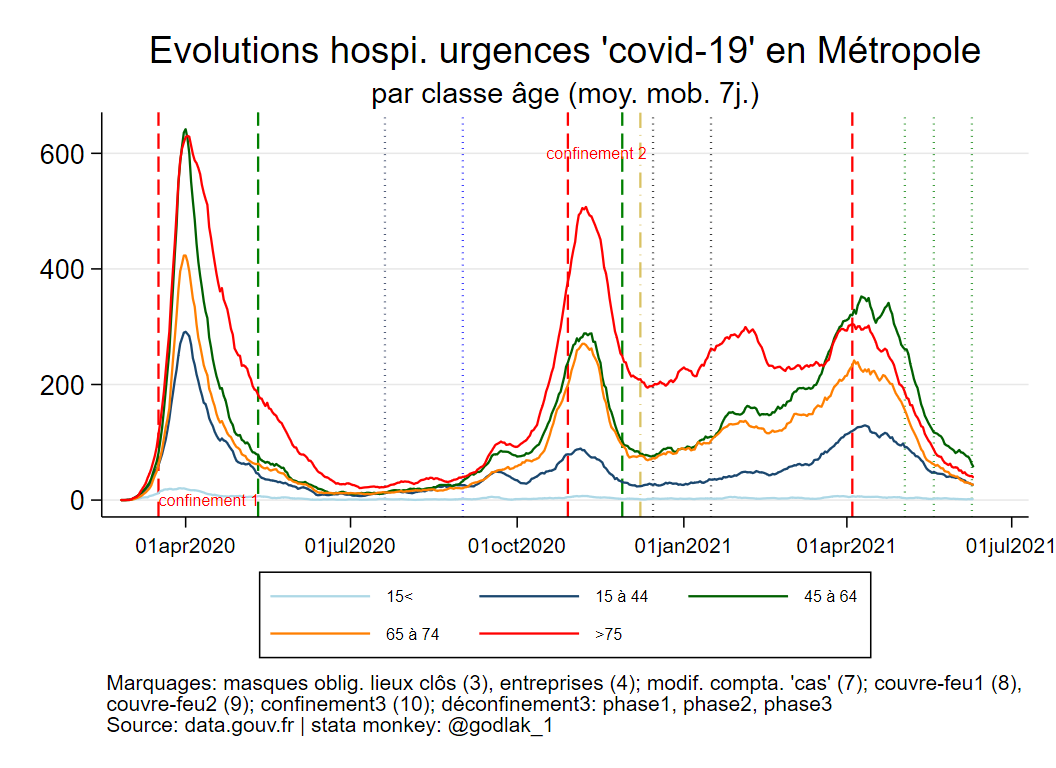 Evolutions hospi. urgences 'covid-19' en Métropole
par classe âge (moy. mob. 7j.)
600
confinement 2
400
200
0
confinement 1
01apr2020 01jul2020 01oct2020 01jan2021 01apr2021 01jul2021
15< 15 à 44 45 à 64
65 à 74 >75
Marquages: masques oblig. lieux clôs (3), entreprises (4); modif. compta. 'cas' (7); couvre-feu1 (8),
couvre-feu2 (9); confinement3 (10); déconfinement3: phase1, phase2, phase3
Source: data.gouv.fr | stata monkey: @godlak_1